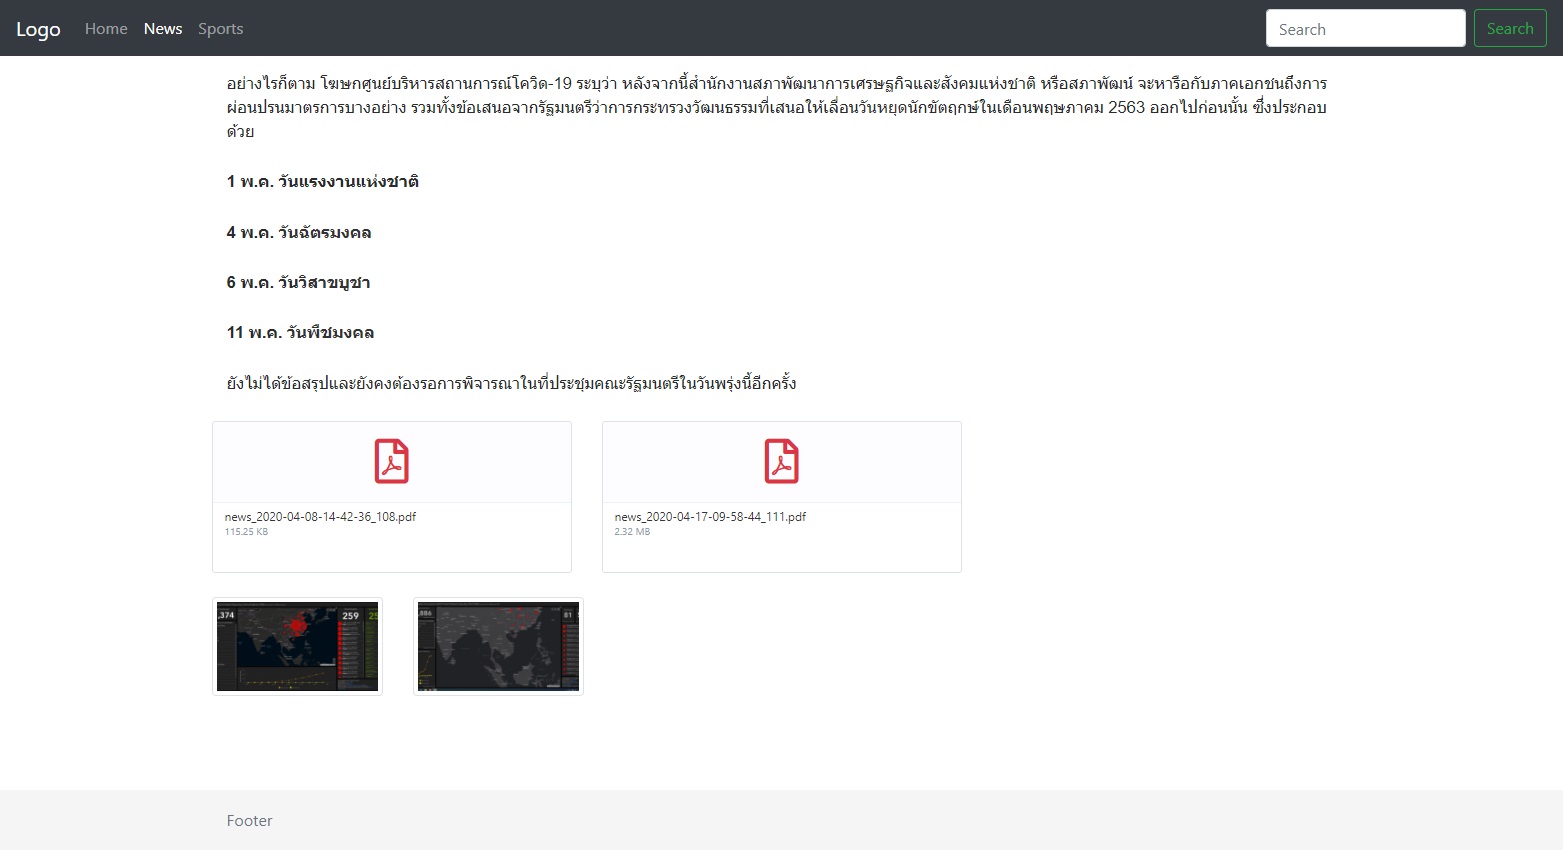 Logo Home News Sports Search Search
อย่างไรก็ตาม โฆษกศูนย์บริหารสถานการณ์โควิด-19 ระบุว่า หลังจากนี้สำนักงานสภาพัฒนาการเศรษฐกิจและสังคมแห่งชาติ หรือสภาพัฒน์ จะหารือกับภาคเอกชนถึงการ
ผ่อนปรนมาตรการบางอย่าง รวมทั้งข้อเสนอจากรัฐมนตรีว่าการกระทรวงวัฒนธรรมที่เสนอให้เลื่อนวันหยุดนักขัตฤกษ์ในเดือนพฤษภาคม 2563 ออกไปก่อนนั้น ซึ่งประกอบ
ด้วย
1 พ.ค. วันแรงงานแห่งชาติ
4 พ.ค. วันฉัตรมงคล
6 พ.ค. วันวิสาขบูชา
11 พ.ค. วันพืชมงคล
ยังไม่ได้ข้อสรุปและยังคงต้องรอการพิจารณาในที่ประชุมคณะรัฐมนตรีในวันพรุ่งนี้อีกครั้ง
news_2020-04-08-14-42-36_108.pdf
115.25 KB
news_2020-04-17-09-58-44_111.pdf
2.32 MB
,374 259 25
,886 81
Footer